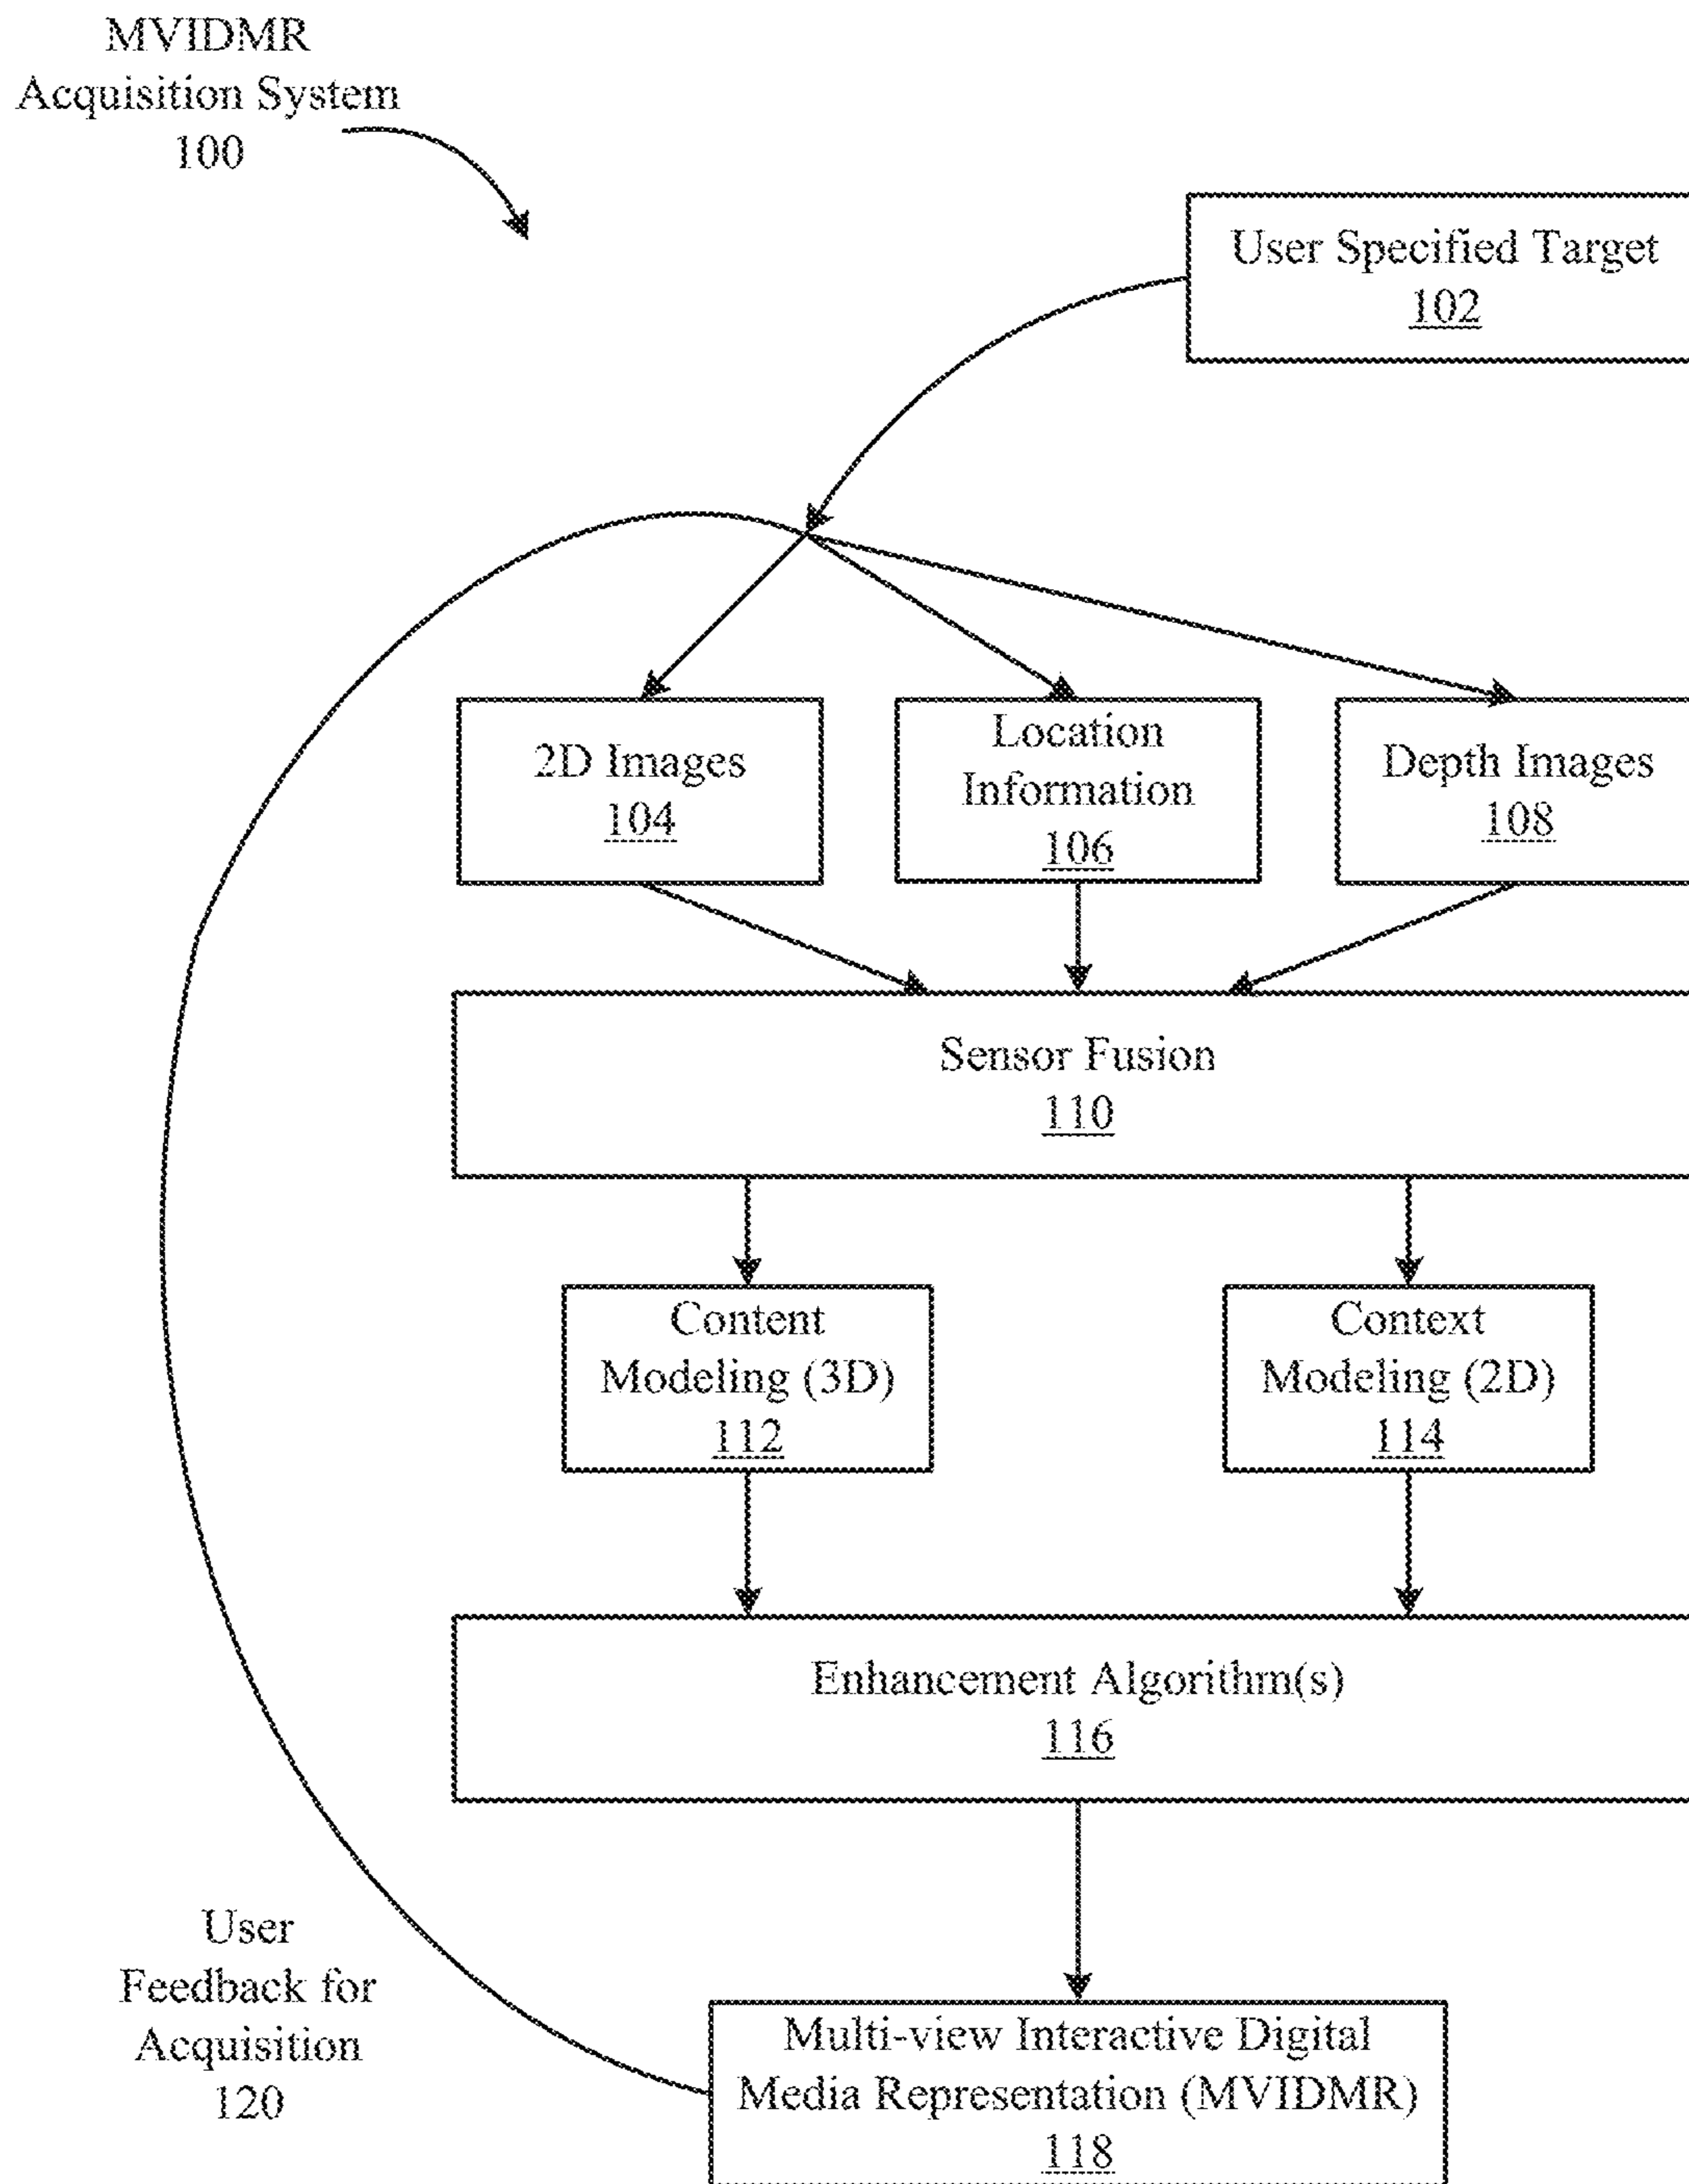 MVIDMR
Acquisition System
100
User Specified Target
102
2D Images
104
Location
Information
106
Depth Images
108
Sensor Fusion
110
Content
Modeling (3D)
112
Context
Modeling (2D)
114
Enhancement Algorithm(s)
116
User
Feedback for
Acquisition
120
Multi-view Interactive Digital
Media Representation (MVIDMR)
118